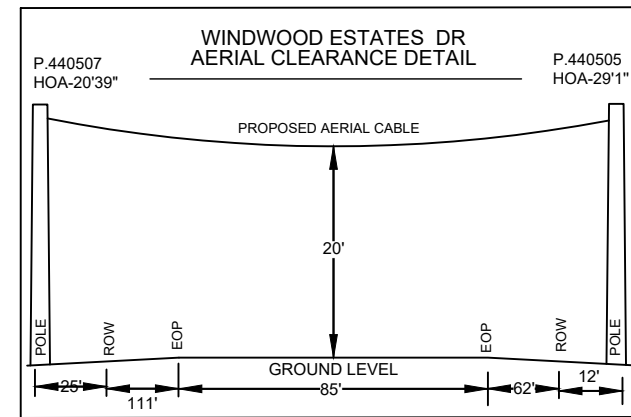 WINDWOOD ESTATES DR
AERIAL CLEARANCE DETAIL
P.440507
HOA-20'39"
P.440505
HOA-29'1"
PROPOSED AERIAL CABLE
20'
POLE
ROW
EOP
EOP
ROW
POLE
GROUND LEVEL
25'
111'
85'
62'
12'